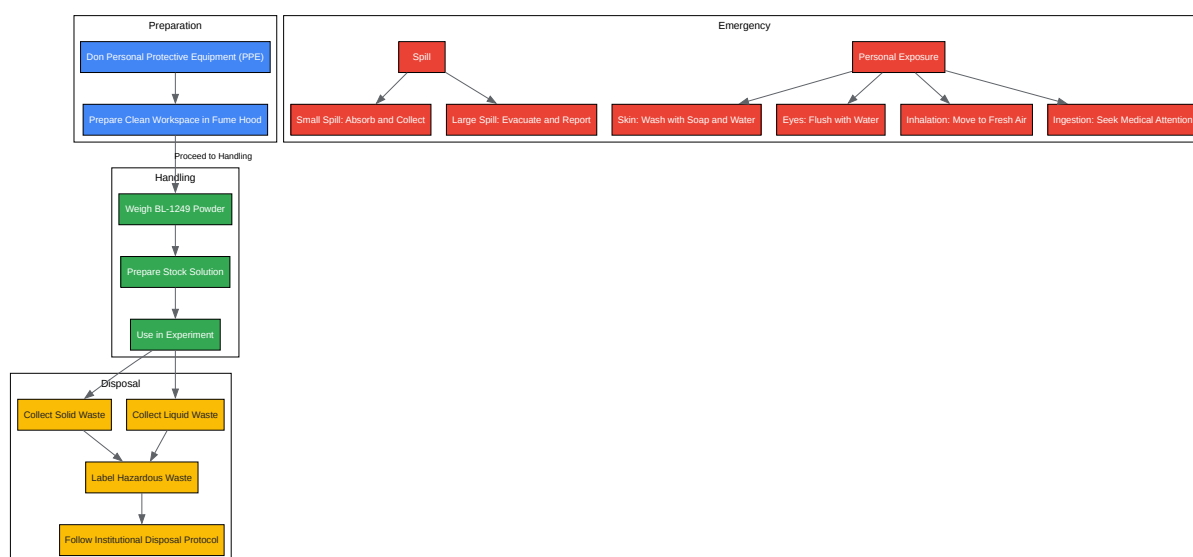 Preparation
Don Personal Protective Equipment (PPE)
Prepare Clean Workspace in Fume Hood
Proceed to Handling
Handling
Weigh BL-1249 Powder
Prepare Stock Solution
Use in Experiment
Disposal
Collect Solid Waste
Collect Liquid Waste
Label Hazardous Waste
Follow Institutional Disposal Protocol
Emergency
Spill
Small Spill: Absorb and Collect
Large Spill: Evacuate and Report
Personal Exposure
Skin: Wash with Soap and Water
Eyes: Flush with Water
Inhalation: Move to Fresh Air
Ingestion: Seek Medical Attention